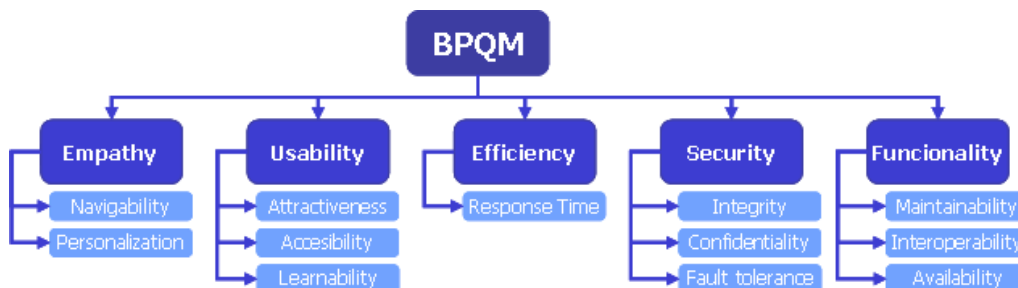 BPQM
Empathy
Navigability
Personalization
Usability
Attractiveness
Accesibility
Learnability
Efficiency
Response Time
Security
Integrity
Confidentiality
Fault tolerance
Funcionality
Maintainability
Interoperability
Availability